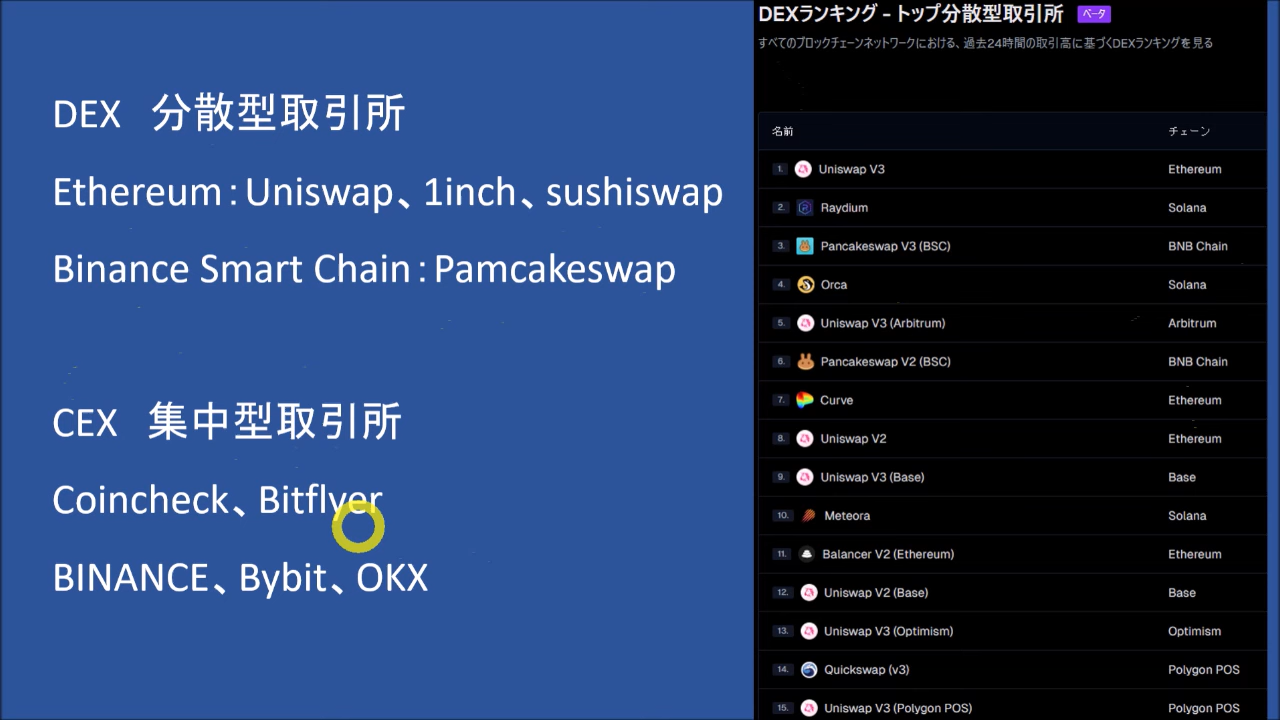 DEX 分散型取引所
Ethereum：Uniswap、1inch、sushiswap
Binance Smart Chain：Pamcakeswap
CEX 集中型取引所
Coincheck、Bitflyer
BINANCE、Bybit、OKX
DEXランキング - トップ分散型取引所 ベータ
すべてのブロックチェーンネットワークにおける、過去24時間の取引高に基づくDEXランキングを見る
名前 チェーン
1. Uniswap V3 Ethereum
2. Raydium Solana
3. Pancakeswap V3 (BSC) BNB Chain
4. Orca Solana
5. Uniswap V3 (Arbitrum) Arbitrum
6. Pancakeswap V2 (BSC) BNB Chain
7. Curve Ethereum
8. Uniswap V2 Ethereum
9. Uniswap V3 (Base) Base
10. Meteora Solana
11. Balancer V2 (Ethereum) Ethereum
12. Uniswap V2 (Base) Base
13. Uniswap V3 (Optimism) Optimism
14. Quickswap (v3) Polygon POS
15. Uniswap V3 (Polygon POS) Polygon POS